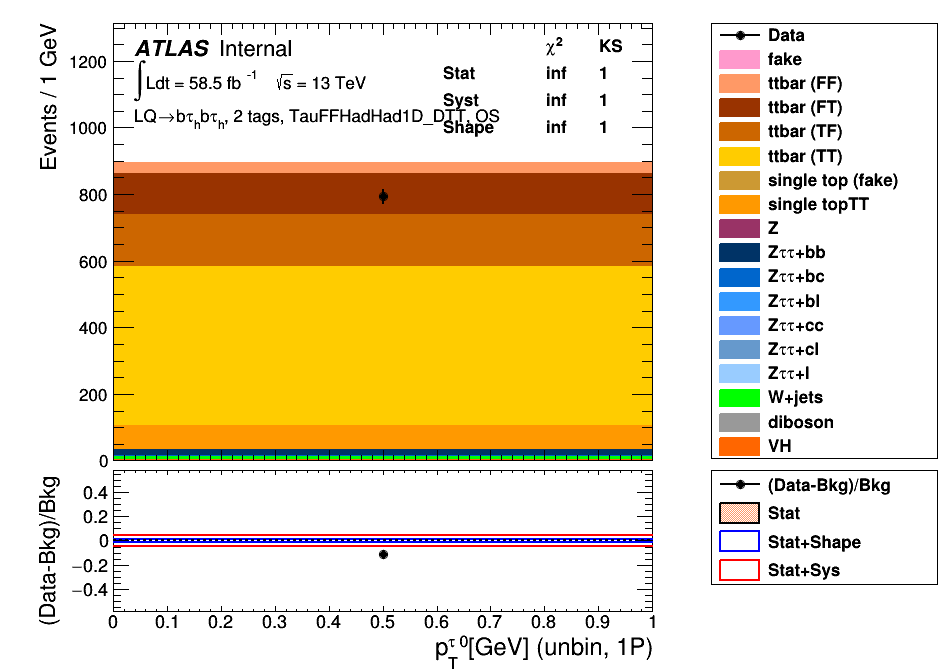 Events / 1 GeV
1200
1000
800
600
400
200
0
ATLAS Internal
∫Ldt = 58.5 fb⁻¹ √s = 13 TeV
LQ→bτ_h bτ_h, 2 tags, TauFFHadHad1D_DTT, OS
χ² KS
Stat inf 1
Syst inf 1
Shape inf 1
(Data-Bkg)/Bkg
0.4
0.2
0
−0.2
−0.4
0 0.1 0.2 0.3 0.4 0.5 0.6 0.7 0.8 0.9 1
p_T^τ 0[GeV] (unbin, 1P)
Data
fake
ttbar (FF)
ttbar (FT)
ttbar (TF)
ttbar (TT)
single top (fake)
single topTT
Z
Zττ+bb
Zττ+bc
Zττ+bl
Zττ+cc
Zττ+cl
Zττ+l
W+jets
diboson
VH
(Data-Bkg)/Bkg
Stat
Stat+Shape
Stat+Sys